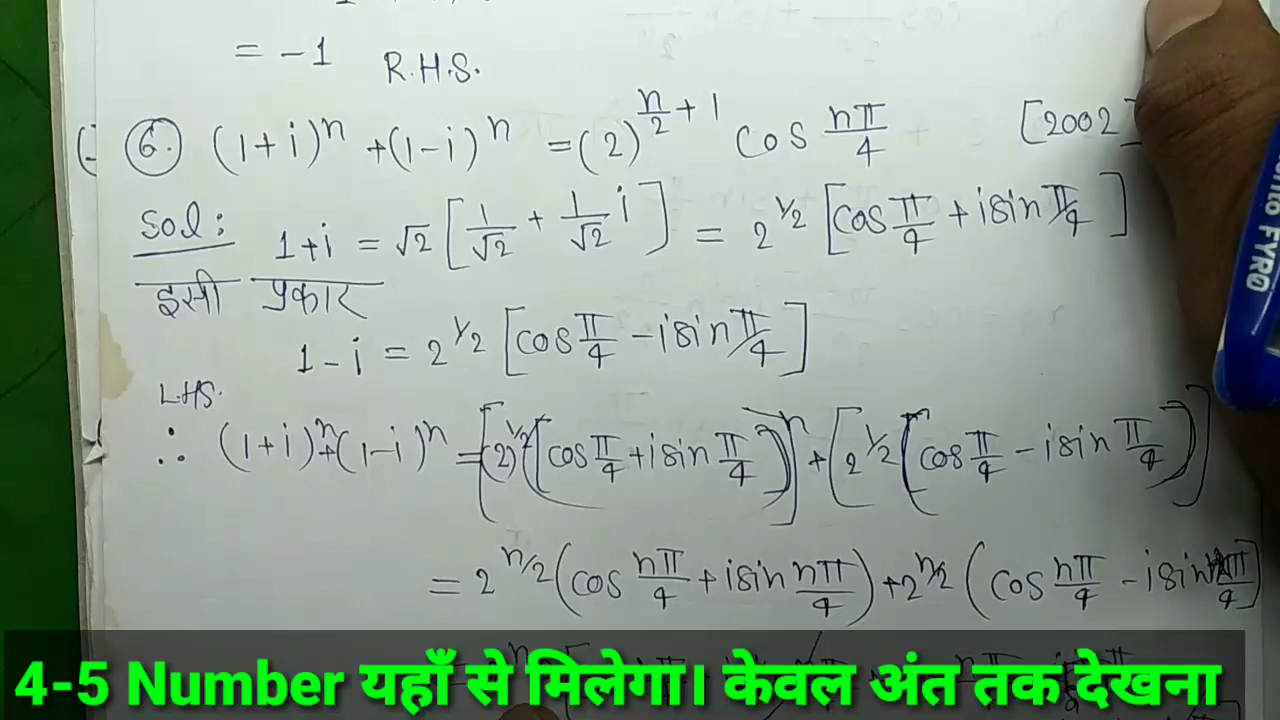 = -1 R.H.S.
⑥. (1+i)^n + (1-i)^n = (2)^{n/2 + 1} cos nπ/4 [2002]
Sol: 1+i = √2 [1/√2 + 1/√2 i] = 2^{1/2} [cos π/4 + i sin π/4]
इसी प्रकार
1-i = 2^{1/2} [cos π/4 - i sin π/4]
L.H.S.
∴ (1+i)^n + (1-i)^n = [(2)^{1/2} (cos π/4 + i sin π/4)]^n + [2^{1/2} (cos π/4 - i sin π/4)]
= 2^{n/2} (cos nπ/4 + i sin nπ/4) + 2^{n/2} (cos nπ/4 - i sin nπ/4)
4-5 Number यहाँ से मिलेगा। केवल अंत तक देखना
FYRO